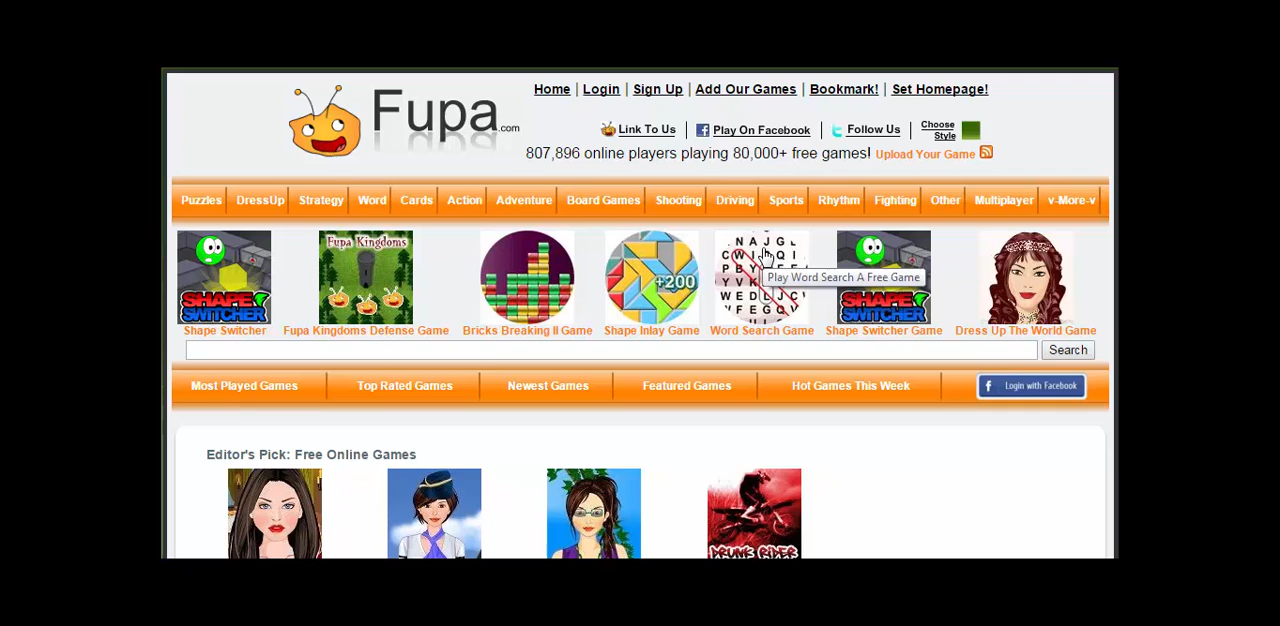 Fupa.com
Home | Login | Sign Up | Add Our Games | Bookmark! | Set Homepage!
Link To Us | Play On Facebook | Follow Us | Choose Style
807,896 online players playing 80,000+ free games! Upload Your Game
Puzzles DressUp Strategy Word Cards Action Adventure Board Games Shooting Driving Sports Rhythm Fighting Other Multiplayer v-More-v
SHAPE SWITCHER
Fupa Kingdoms
+200
Play Word Search A Free Game
SHAPE SWITCHER
Shape Switcher Fupa Kingdoms Defense Game Bricks Breaking II Game Shape Inlay Game Word Search Game Shape Switcher Game Dress Up The World Game
Search
Most Played Games Top Rated Games Newest Games Featured Games Hot Games This Week f Login with Facebook
Editor's Pick: Free Online Games
DRUNK RIDER